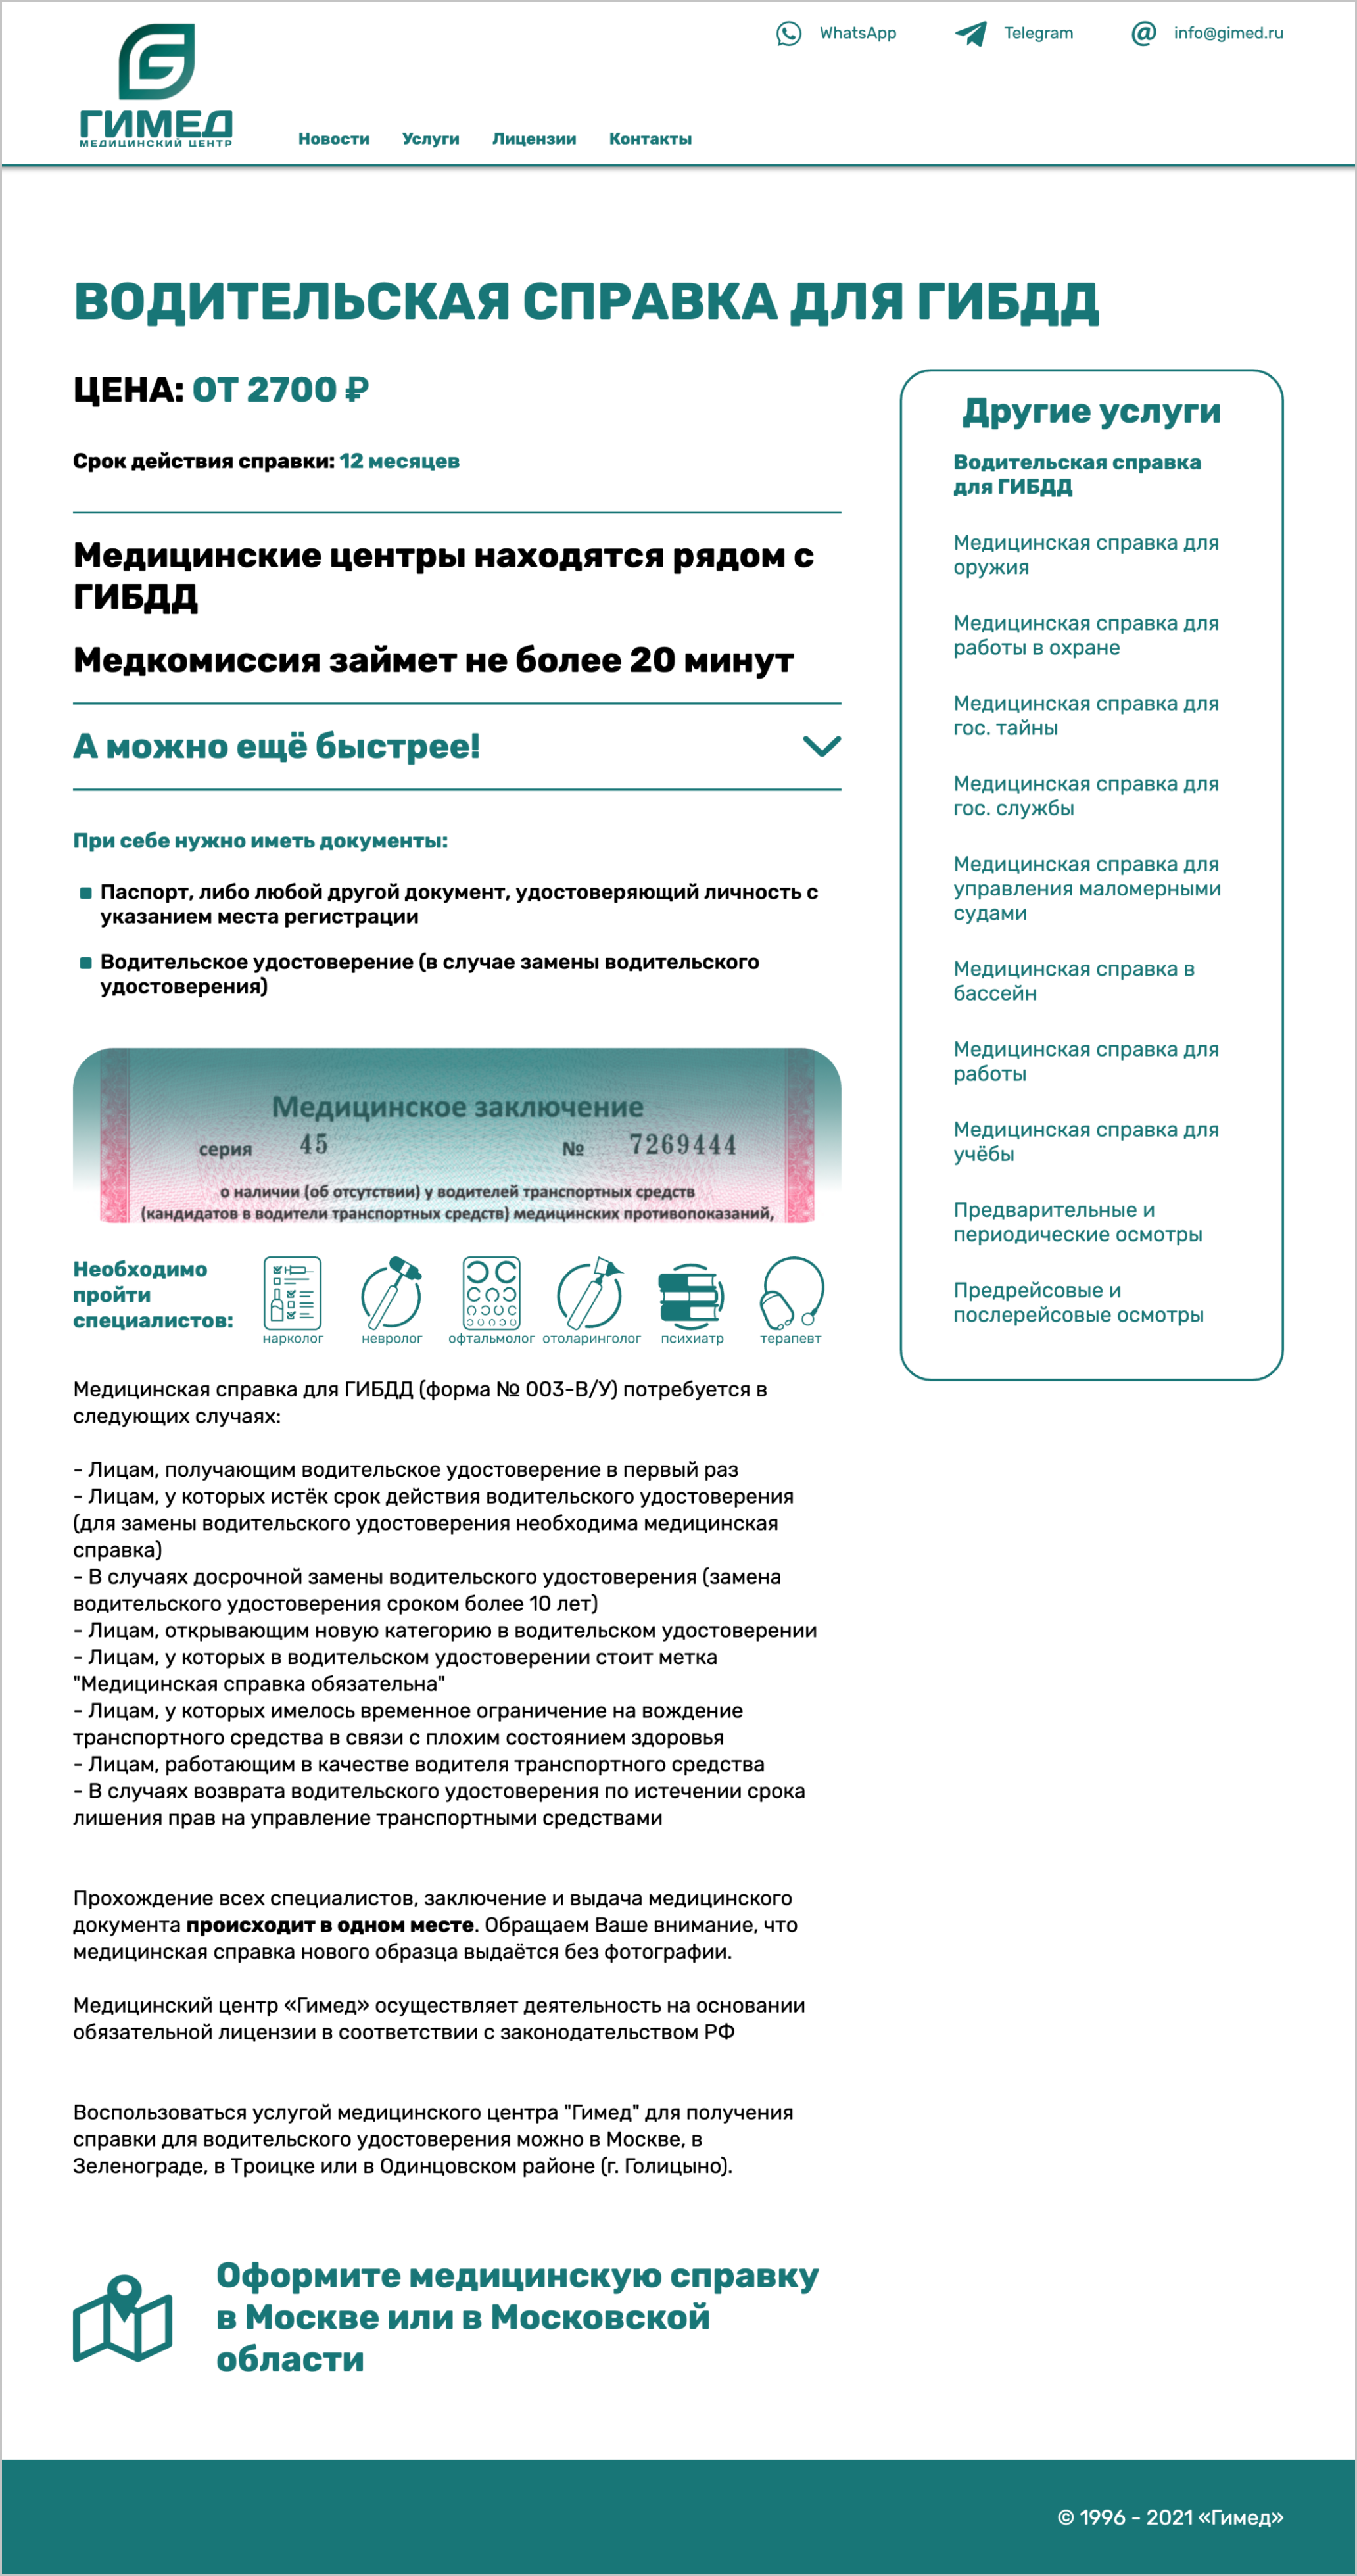 ГИМЕД
МЕДИЦИНСКИЙ ЦЕНТР
WhatsApp
Telegram
info@gimed.ru
Новости
Услуги
Лицензии
Контакты
ВОДИТЕЛЬСКАЯ СПРАВКА ДЛЯ ГИБДД
ЦЕНА: ОТ 2700 ₽
Срок действия справки: 12 месяцев
Медицинские центры находятся рядом с
ГИБДД
Медкомиссия займет не более 20 минут
А можно ещё быстрее!
При себе нужно иметь документы:
Паспорт, либо любой другой документ, удостоверяющий личность с
указанием места регистрации
Водительское удостоверение (в случае замены водительского
удостоверения)
Медицинское заключение
серия 45 № 7269444
о наличии (об отсутствии) у водителей транспортных средств
(кандидатов в водители транспортных средств) медицинских противопоказаний,
Необходимо
пройти
специалистов:
нарколог
невролог
офтальмолог
отоларинголог
психиатр
терапевт
Медицинская справка для ГИБДД (форма № 003-В/У) потребуется в
следующих случаях:
- Лицам, получающим водительское удостоверение в первый раз
- Лицам, у которых истёк срок действия водительского удостоверения
(для замены водительского удостоверения необходима медицинская
справка)
- В случаях досрочной замены водительского удостоверения (замена
водительского удостоверения сроком более 10 лет)
- Лицам, открывающим новую категорию в водительском удостоверении
- Лицам, у которых в водительском удостоверении стоит метка
"Медицинская справка обязательна"
- Лицам, у которых имелось временное ограничение на вождение
транспортного средства в связи с плохим состоянием здоровья
- Лицам, работающим в качестве водителя транспортного средства
- В случаях возврата водительского удостоверения по истечении срока
лишения прав на управление транспортными средствами
Прохождение всех специалистов, заключение и выдача медицинского
документа происходит в одном месте. Обращаем Ваше внимание, что
медицинская справка нового образца выдаётся без фотографии.
Медицинский центр «Гимед» осуществляет деятельность на основании
обязательной лицензии в соответствии с законодательством РФ
Воспользоваться услугой медицинского центра "Гимед" для получения
справки для водительского удостоверения можно в Москве, в
Зеленограде, в Троицке или в Одинцовском районе (г. Голицыно).
Оформите медицинскую справку
в Москве или в Московской
области
Другие услуги
Водительская справка
для ГИБДД
Медицинская справка для
оружия
Медицинская справка для
работы в охране
Медицинская справка для
гос. тайны
Медицинская справка для
гос. службы
Медицинская справка для
управления маломерными
судами
Медицинская справка в
бассейн
Медицинская справка для
работы
Медицинская справка для
учёбы
Предварительные и
периодические осмотры
Предрейсовые и
послерейсовые осмотры
© 1996 - 2021 «Гимед»